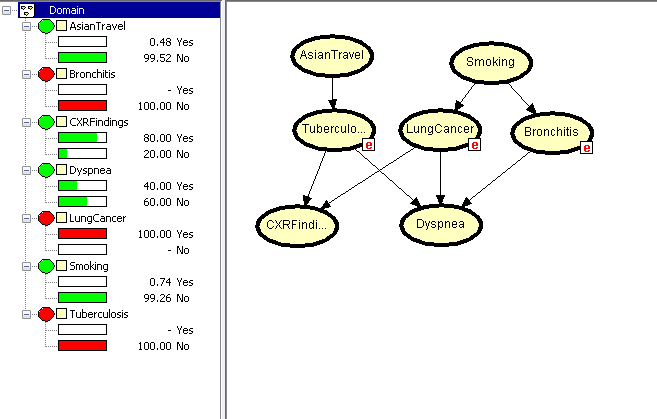 Domain
AsianTravel
0.48 Yes
99.52 No
Bronchitis
- Yes
100.00 No
CXRFindings
80.00 Yes
20.00 No
Dyspnea
40.00 Yes
60.00 No
LungCancer
100.00 Yes
- No
Smoking
0.74 Yes
99.26 No
Tuberculosis
- Yes
100.00 No
AsianTravel
Smoking
Tuberculo...
e
LungCancer
e
Bronchitis
e
CXRFindi...
Dyspnea